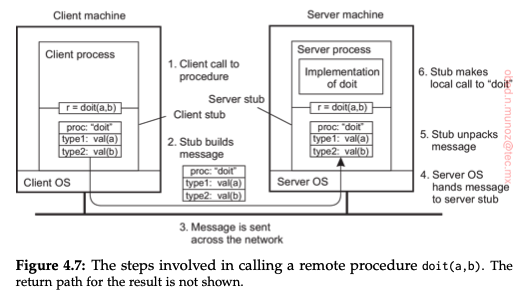 Client machine
Server machine
Client process
1. Client call to
procedure
Server process
Implementation
of doit
6. Stub makes
local call to "doit"
Server stub
r = doit(a,b)
Client stub
r = doit(a,b)
proc: "doit"
type1: val(a)
type2: val(b)
2. Stub builds
message
proc: "doit"
type1: val(a)
type2: val(b)
proc: "doit"
type1: val(a)
type2: val(b)
5. Stub unpacks
message
4. Server OS
hands message
to server stub
Client OS
Server OS
3. Message is sent
across the network
Figure 4.7: The steps involved in calling a remote procedure doit(a,b). The
return path for the result is not shown.
d.n.munoz@tec.mx